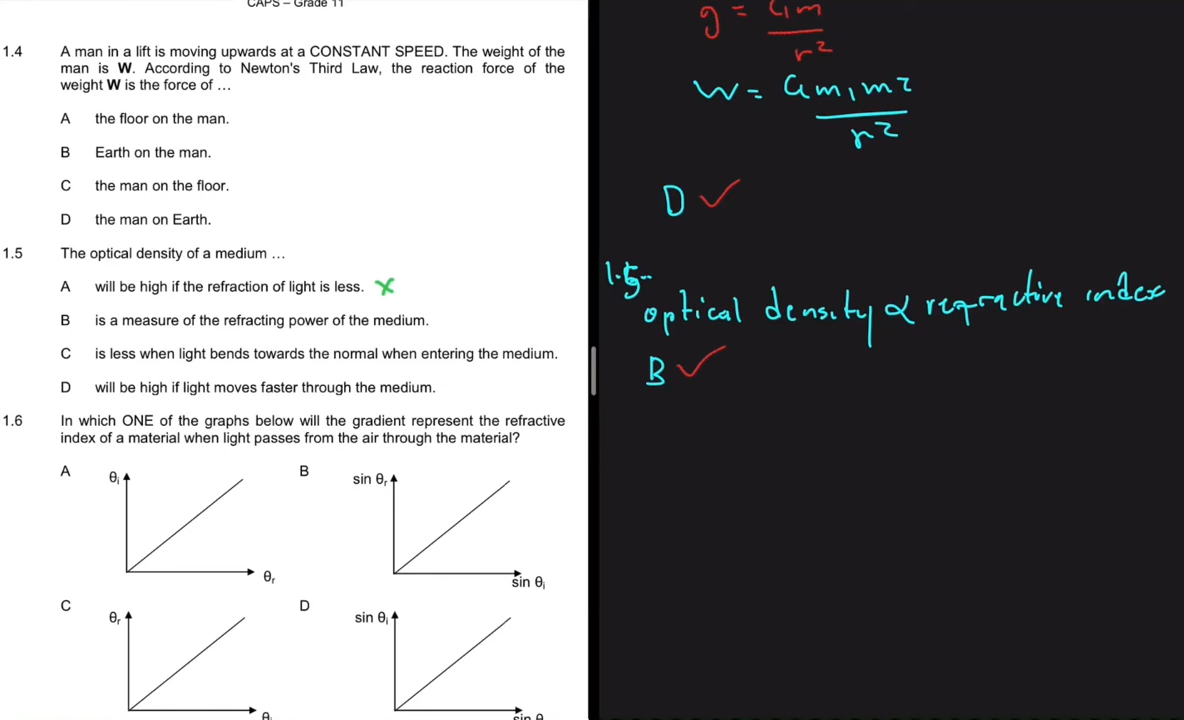 CAPS – Grade 11
1.4 A man in a lift is moving upwards at a CONSTANT SPEED. The weight of the
man is W. According to Newton's Third Law, the reaction force of the
weight W is the force of …
A the floor on the man.
B Earth on the man.
C the man on the floor.
D the man on Earth.
1.5 The optical density of a medium …
A will be high if the refraction of light is less. ×
B is a measure of the refracting power of the medium.
C is less when light bends towards the normal when entering the medium.
D will be high if light moves faster through the medium.
1.6 In which ONE of the graphs below will the gradient represent the refractive
index of a material when light passes from the air through the material?
A
θi
θr
B
sin θr
sin θi
C
θr
D
sin θi
g = Gm
r²
W = Gm1m2
r²
D ✓
1.5
optical density ∝ refractive index
B ✓